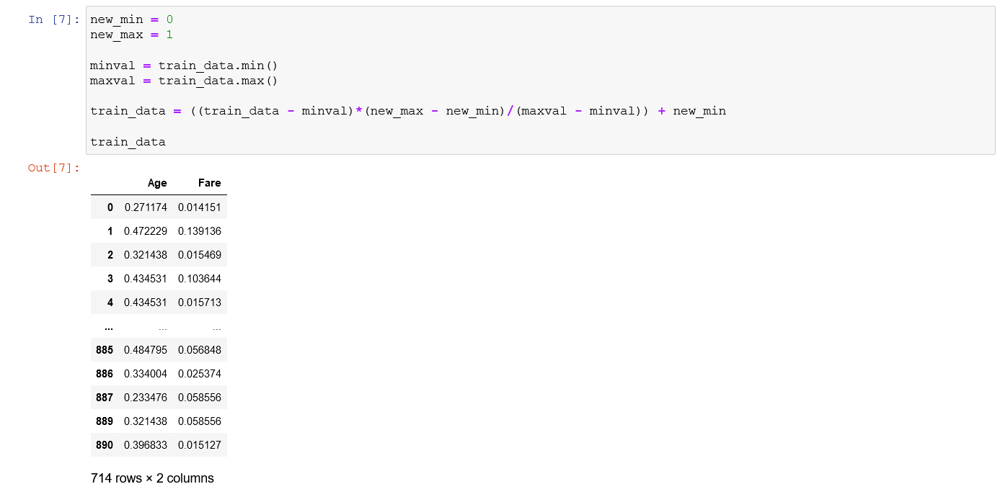 In [7]: new_min = 0
new_max = 1
minval = train_data.min()
maxval = train_data.max()
train_data = ((train_data - minval)*(new_max - new_min)/(maxval - minval)) + new_min
train_data
Out[7]:
Age Fare
0 0.271174 0.014151
1 0.472229 0.139136
2 0.321438 0.015469
3 0.434531 0.103644
4 0.434531 0.015713
... ... ...
885 0.484795 0.056848
886 0.334004 0.025374
887 0.233476 0.058556
889 0.321438 0.058556
890 0.396833 0.015127
714 rows × 2 columns